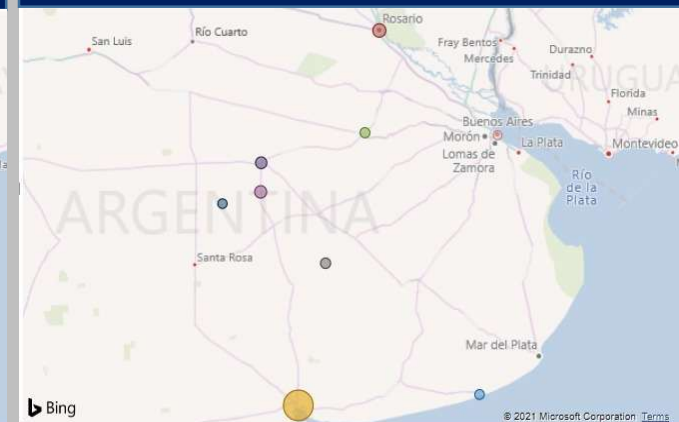 Rosario
San Luis
Río Cuarto
Fray Bentos
Mercedes
Durazno
Trinidad
URUGUA
Florida
Minas
Buenos Aires
Morón
La Plata
Montevideo
Lomas de
Zamora
Río
de la
Plata
ARGENTINA
Santa Rosa
Mar del Plata
Bing
© 2021 Microsoft Corporation Terms